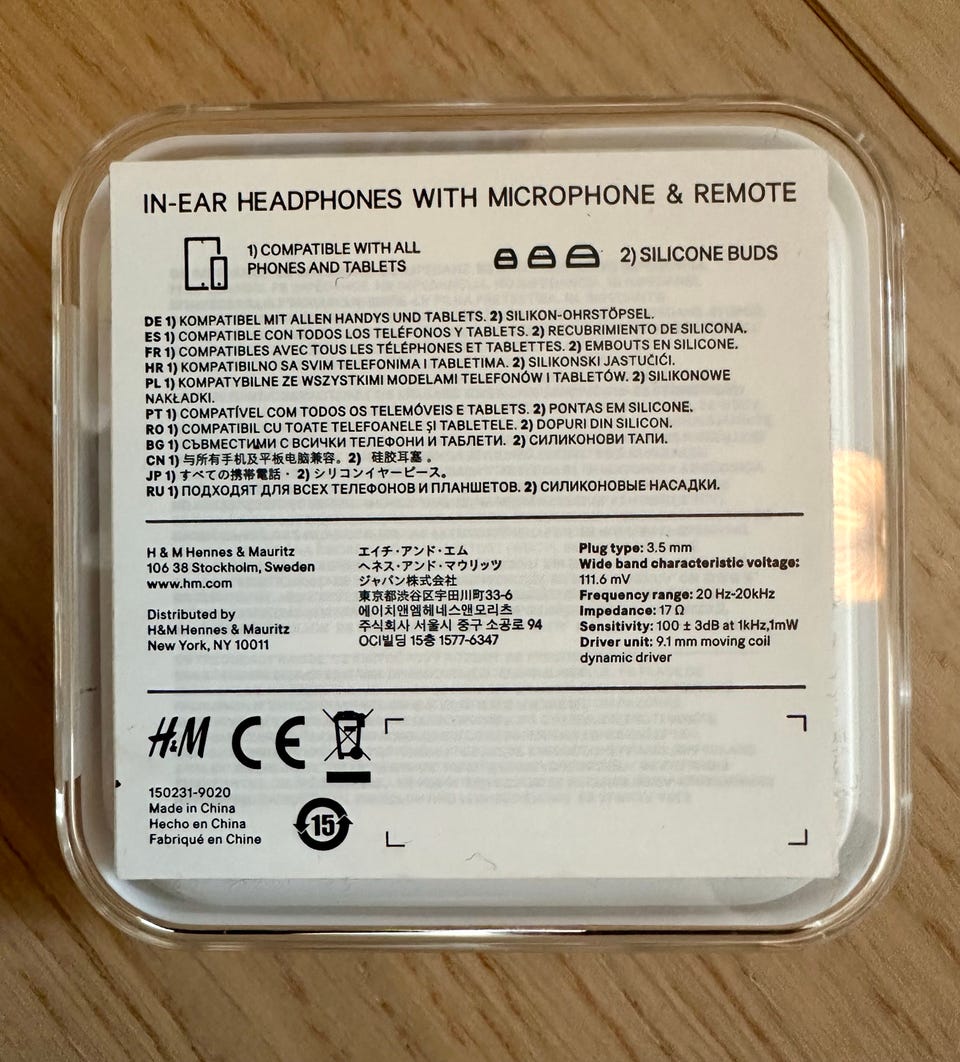 IN-EAR HEADPHONES WITH MICROPHONE & REMOTE
1) COMPATIBLE WITH ALL
PHONES AND TABLETS
2) SILICONE BUDS
DE 1) KOMPATIBEL MIT ALLEN HANDYS UND TABLETS. 2) SILIKON-OHRSTÖPSEL.
ES 1) COMPATIBLE CON TODOS LOS TELÉFONOS Y TABLETS. 2) RECUBRIMIENTO DE SILICONA.
FR 1) COMPATIBLES AVEC TOUS LES TÉLÉPHONES ET TABLETTES. 2) EMBOUTS EN SILICONE.
HR 1) KOMPATIBILNO SA SVIM TELEFONIMA I TABLETIMA. 2) SILIKONSKI JASTUČIĆI.
PL 1) KOMPATYBILNE ZE WSZYSTKIMI MODELAMI TELEFONÓW I TABLETÓW. 2) SILIKONOWE
NAKŁADKI.
PT 1) COMPATÍVEL COM TODOS OS TELEMÓVEIS E TABLETS. 2) PONTAS EM SILICONE.
RO 1) COMPATIBIL CU TOATE TELEFOANELE ȘI TABLETELE. 2) DOPURI DIN SILICON.
BG 1) СЪВМЕСТИМИ С ВСИЧКИ ТЕЛЕФОНИ И ТАБЛЕТИ. 2) СИЛИКОНОВИ ТАПИ.
CN 1) 与所有手机及平板电脑兼容。2) 硅胶耳塞。
JP 1) すべての携帯電話・2) シリコンイヤーピース。
RU 1) ПОДХОДЯТ ДЛЯ ВСЕХ ТЕЛЕФОНОВ И ПЛАНШЕТОВ. 2) СИЛИКОНОВЫЕ НАСАДКИ.
H & M Hennes & Mauritz
106 38 Stockholm, Sweden
www.hm.com
Distributed by
H&M Hennes & Mauritz
New York, NY 10011
エイチ・アンド・エム
ヘネス・アンド・マウリッツ
ジャパン株式会社
東京都渋谷区宇田川町33-6
에이치앤엠헤네스앤모리츠
주식회사 서울시 중구 소공로 94
OCI빌딩 15층 1577-6347
Plug type: 3.5 mm
Wide band characteristic voltage:
111.6 mV
Frequency range: 20 Hz-20kHz
Impedance: 17 Ω
Sensitivity: 100 ± 3dB at 1kHz,1mW
Driver unit: 9.1 mm moving coil
dynamic driver
H&M CE
150231-9020
Made in China
Hecho en China
Fabriqué en Chine
15